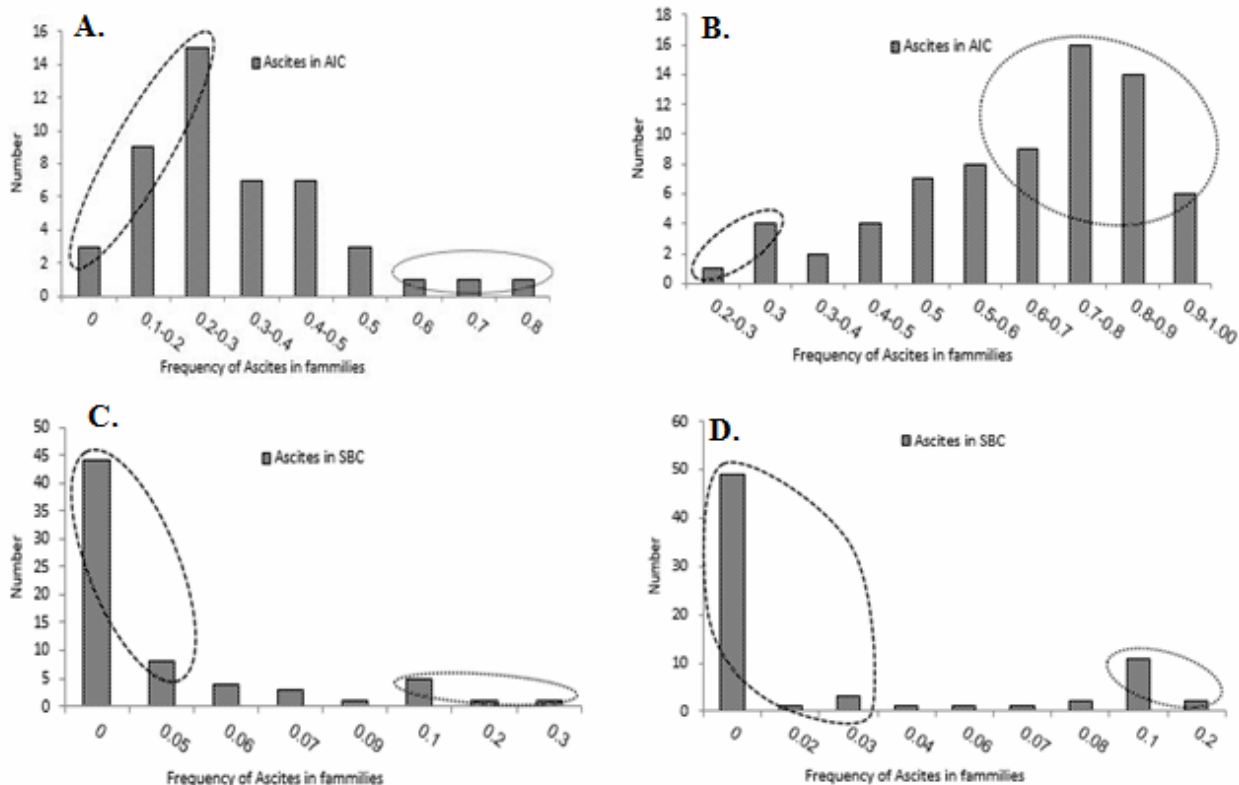 A.
Ascites in AIC
Number
16
14
12
10
8
6
4
2
0
0 0.1-0.2 0.2-0.3 0.3-0.4 0.4-0.5 0.5 0.6 0.7 0.8
Frequency of Ascites in fammilies
B.
Ascites in AIC
Number
18
16
14
12
10
8
6
4
2
0
0.2-0.3 0.3 0.3-0.4 0.4-0.5 0.5 0.5-0.6 0.6-0.7 0.7-0.8 0.8-0.9 0.9-1.00
Frequency of Ascites in fammilies
C.
Ascites in SBC
Number
50
45
40
35
30
25
20
15
10
5
0
0 0.05 0.06 0.07 0.09 0.1 0.2 0.3
Frequency of Ascites in fammilies
D.
Ascites in SBC
Number
60
50
40
30
20
10
0
0 0.02 0.03 0.04 0.06 0.07 0.08 0.1 0.2
Frequency of Ascites in fammilies